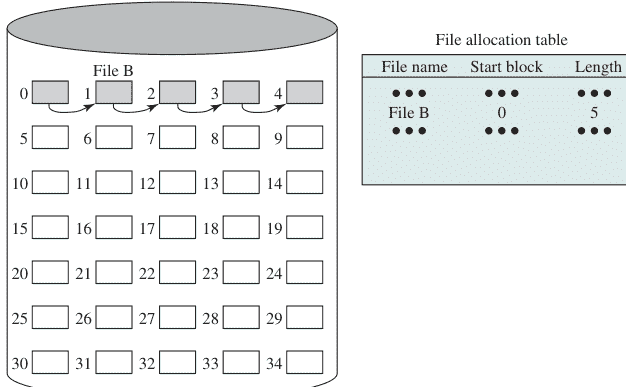 File allocation table
File name Start block Length
••• ••• •••
File B 0 5
••• ••• •••
File B
0 1 2 3 4
5 6 7 8 9
10 11 12 13 14
15 16 17 18 19
20 21 22 23 24
25 26 27 28 29
30 31 32 33 34